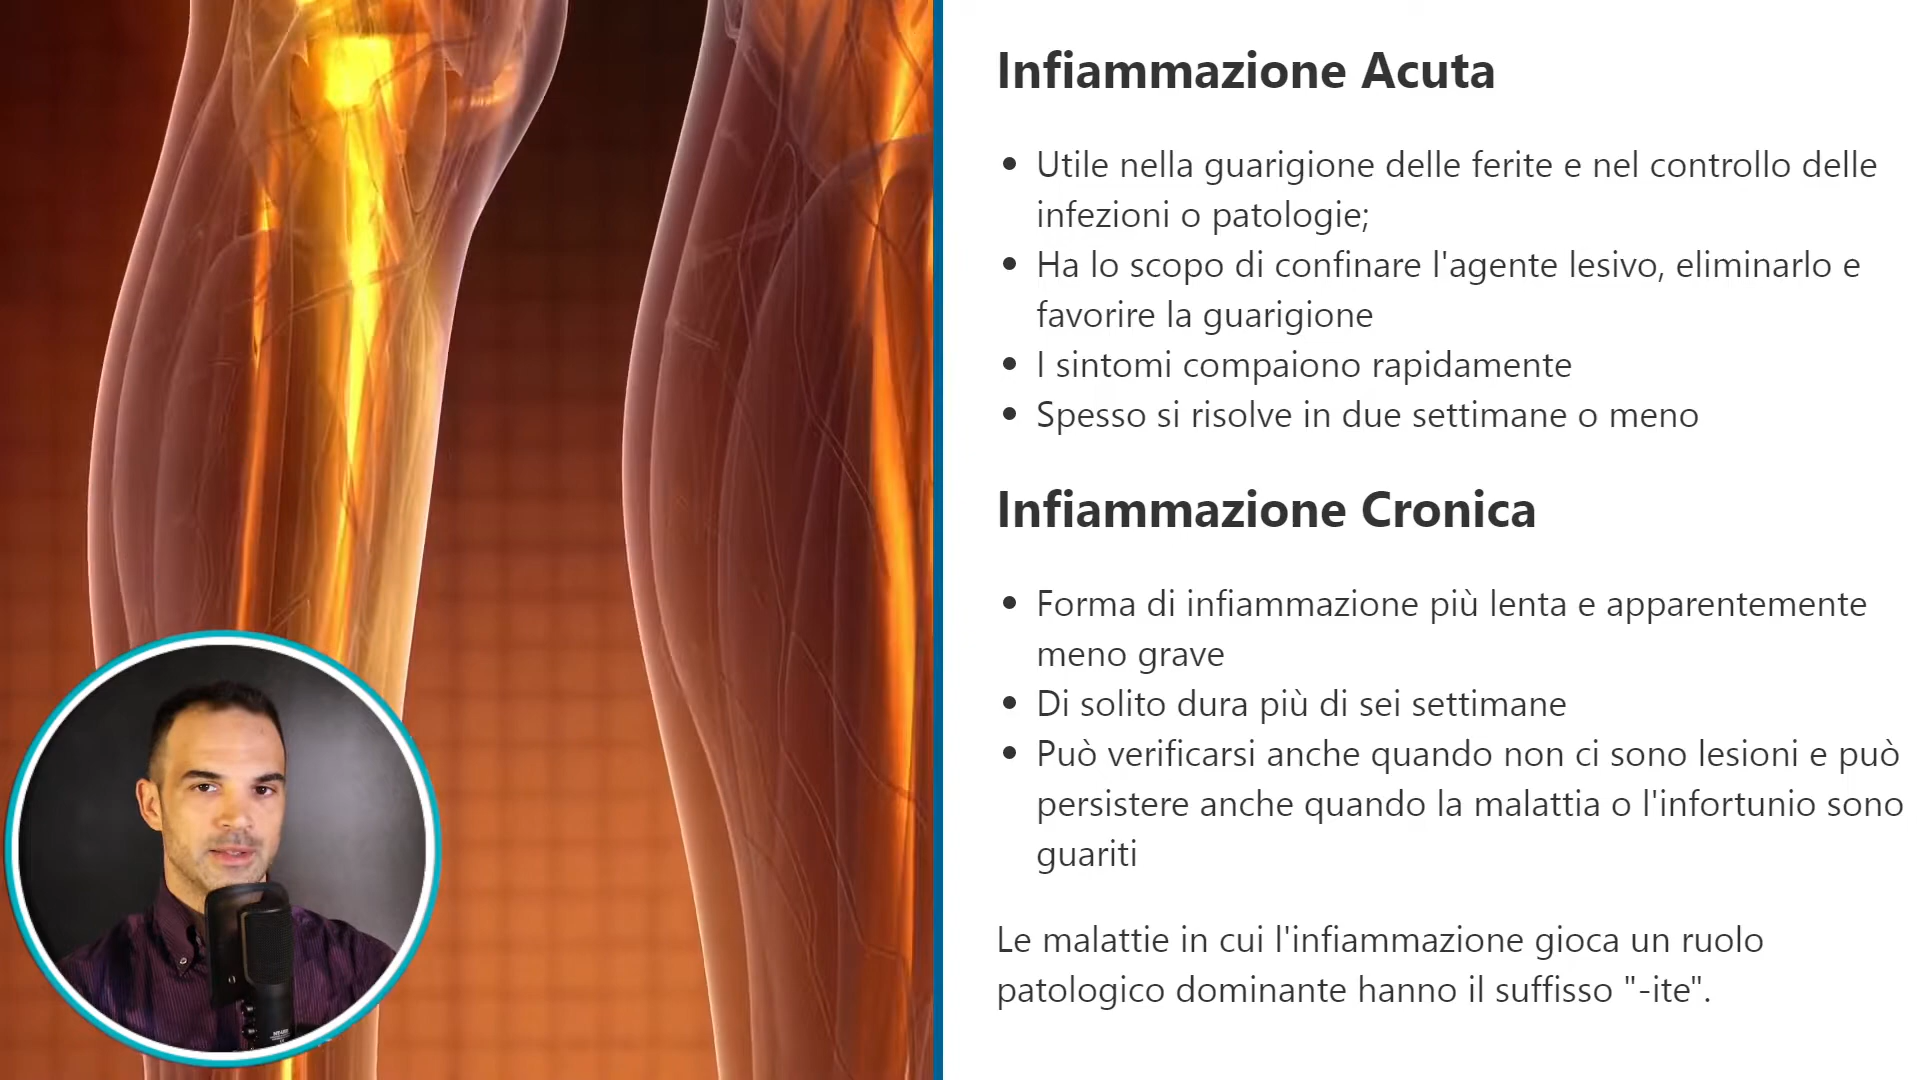 Infiammazione Acuta
• Utile nella guarigione delle ferite e nel controllo delle
infezioni o patologie;
• Ha lo scopo di confinare l'agente lesivo, eliminarlo e
favorire la guarigione
• I sintomi compaiono rapidamente
• Spesso si risolve in due settimane o meno
Infiammazione Cronica
• Forma di infiammazione più lenta e apparentemente
meno grave
• Di solito dura più di sei settimane
• Può verificarsi anche quando non ci sono lesioni e può
persistere anche quando la malattia o l'infortunio sono
guariti
Le malattie in cui l'infiammazione gioca un ruolo
patologico dominante hanno il suffisso "-ite".